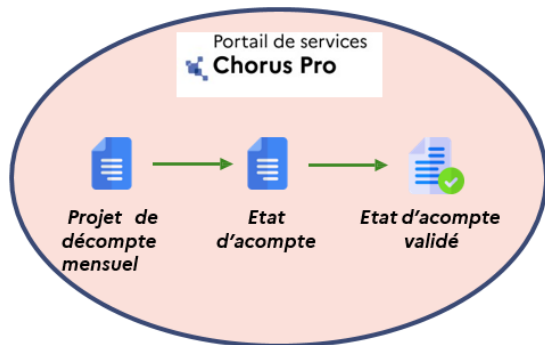 Portail de services
Chorus Pro
Projet de
décompte
mensuel
Etat
d'acompte
Etat d'acompte
validé